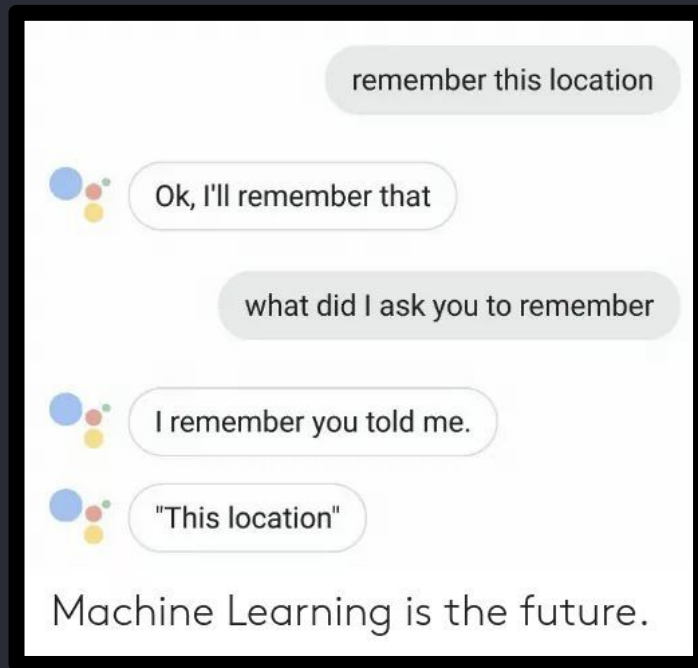 remember this location
Ok, I'll remember that
what did I ask you to remember
I remember you told me.
"This location"
Machine Learning is the future.